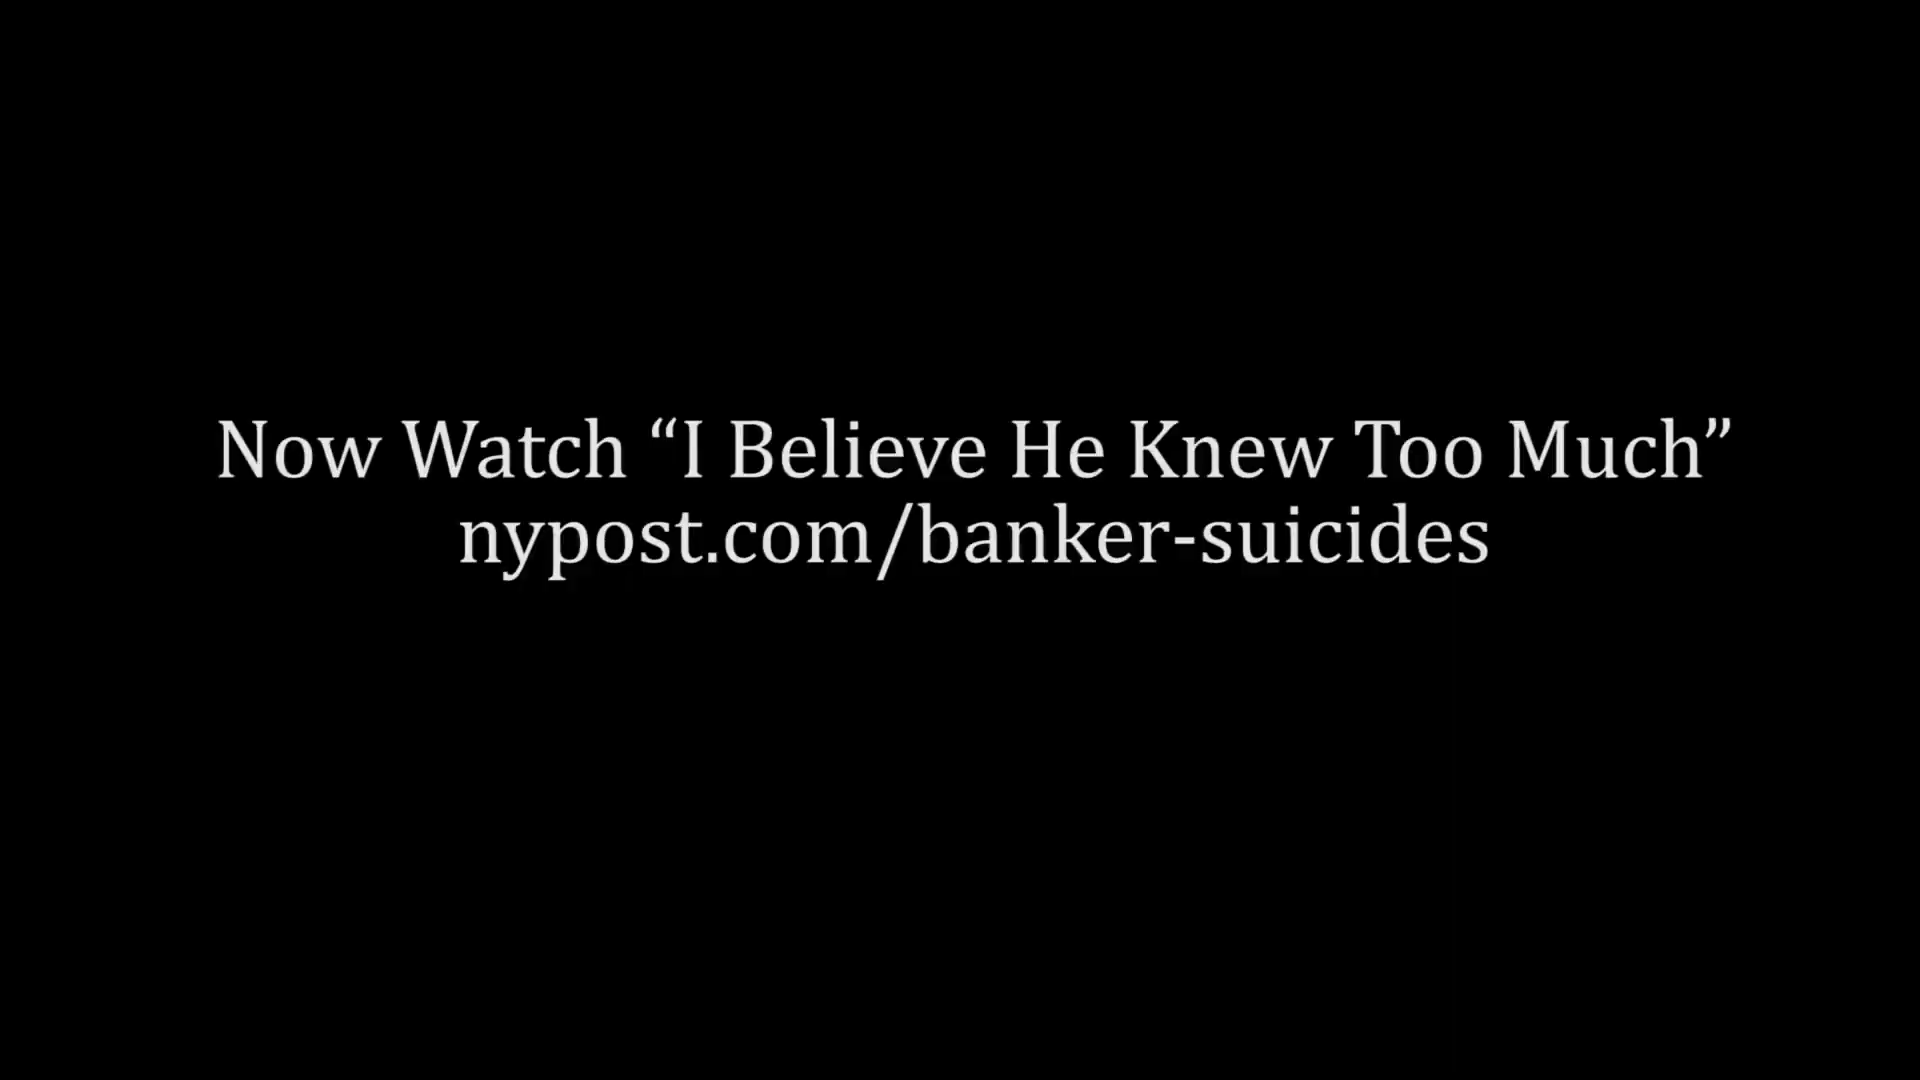 Now Watch “I Believe He Knew Too Much”
nypost.com/banker-suicides